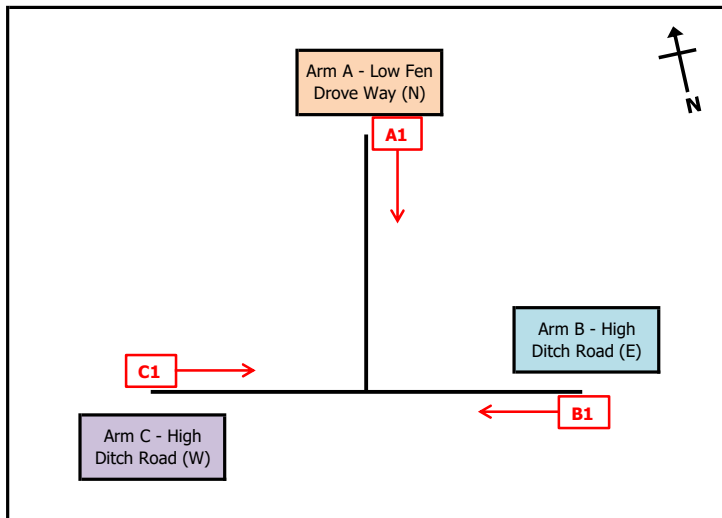 Arm A - Low Fen
Drove Way (N)
A1
N
Arm B - High
Ditch Road (E)
C1
B1
Arm C - High
Ditch Road (W)